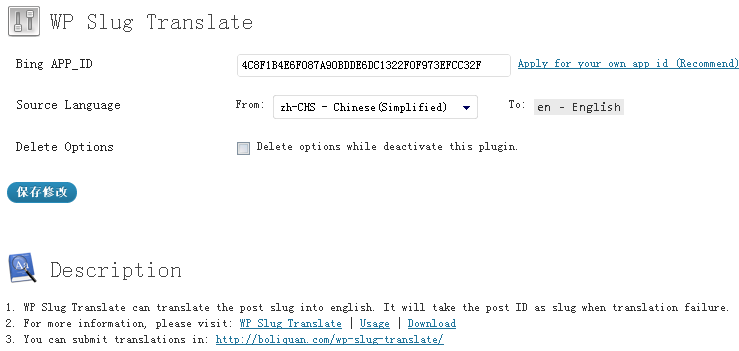 WP Slug Translate
Bing APP_ID 4C8F1B4E6F087A90BDDE6DC1322F0F973EFCC32F Apply for your own app id (Recommend)
Source Language From: zh-CHS - Chinese(Simplified) To: en - English
Delete Options Delete options while deactivate this plugin.
保存修改
Description
1. WP Slug Translate can translate the post slug into english. It will take the post ID as slug when translation failure.
2. For more information, please visit: WP Slug Translate | Usage | Download
3. You can submit translations in: http://boliquan.com/wp-slug-translate/